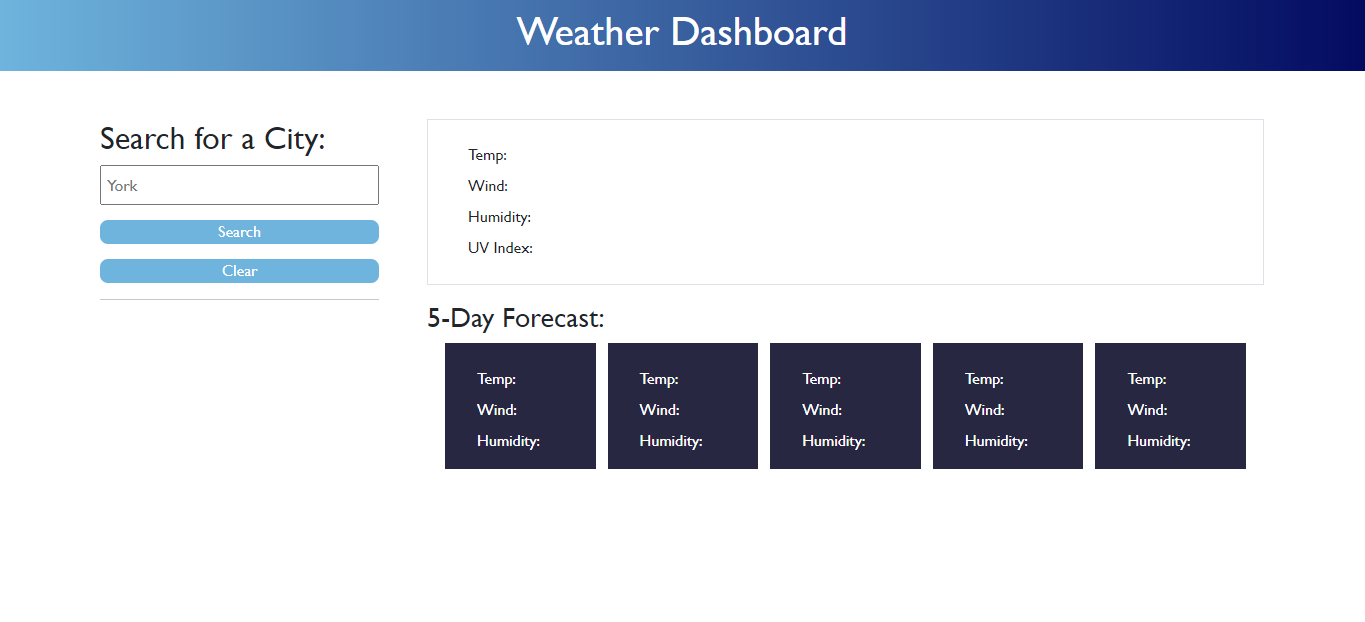 Weather Dashboard
Search for a City:
York
Search
Clear
Temp:
Wind:
Humidity:
UV Index:
5-Day Forecast:
Temp:
Wind:
Humidity:
Temp:
Wind:
Humidity:
Temp:
Wind:
Humidity:
Temp:
Wind:
Humidity:
Temp:
Wind:
Humidity: